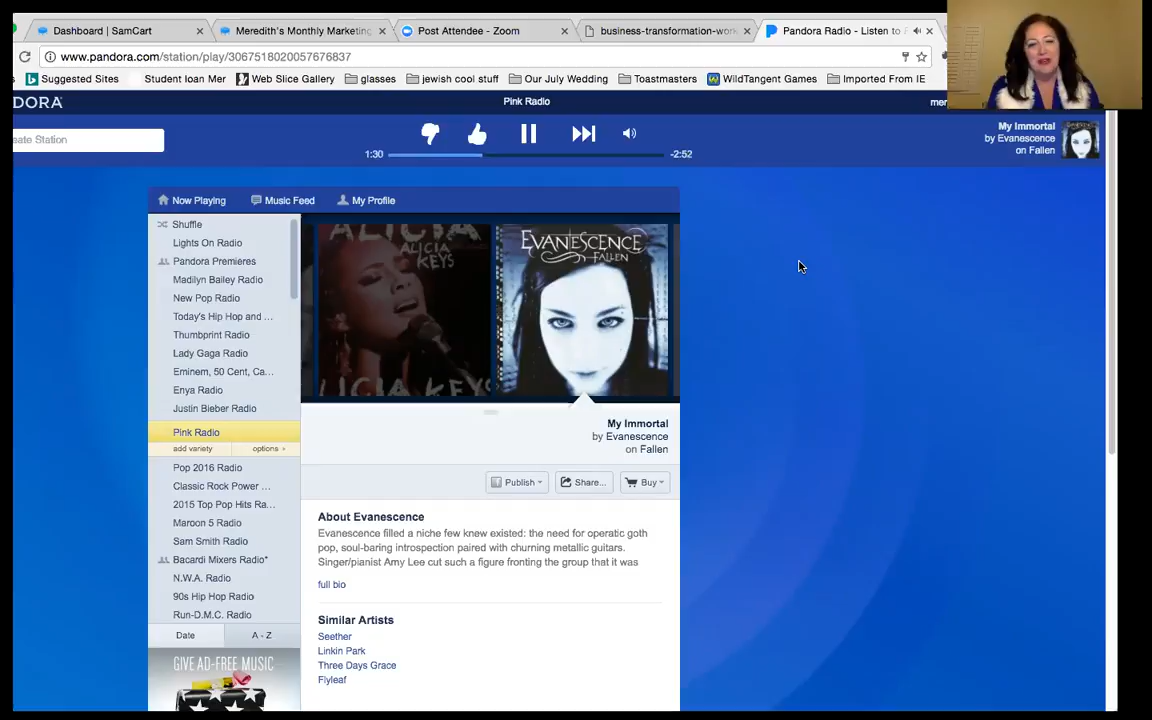 Dashboard | SamCart
Meredith's Monthly Marketing
Post Attendee - Zoom
business-transformation-work
Pandora Radio - Listen to
www.pandora.com/station/play/306751802005767​6837
Suggested Sites
Student loan Mer
Web Slice Gallery
glasses
jewish cool stuff
Our July Wedding
Toastmasters
WildTangent Games
Imported From IE
DORA
Pink Radio
mer
eate Station
1:30
-2:52
My Immortal
by Evanescence
on Fallen
Now Playing
Music Feed
My Profile
Shuffle
Lights On Radio
Pandora Premieres
Madilyn Bailey Radio
New Pop Radio
Today's Hip Hop and ...
Thumbprint Radio
Lady Gaga Radio
Eminem, 50 Cent, Ca...
Enya Radio
Justin Bieber Radio
Pink Radio
add variety
options ›
Pop 2016 Radio
Classic Rock Power ...
2015 Top Pop Hits Ra...
Maroon 5 Radio
Sam Smith Radio
Bacardi Mixers Radio*
N.W.A. Radio
90s Hip Hop Radio
Run-D.M.C. Radio
Date
A - Z
GIVE AD-FREE MUSIC
ALICIA
ALICIA
KEYS
LICIA KEYS
EVANESCENCE
FALLEN
My Immortal
by Evanescence
on Fallen
Publish
Share...
Buy
About Evanescence
Evanescence filled a niche few knew existed: the need for operatic goth
pop, soul-baring introspection paired with churning metallic guitars.
Singer/pianist Amy Lee cut such a figure fronting the group that it was
full bio
Similar Artists
Seether
Linkin Park
Three Days Grace
Flyleaf